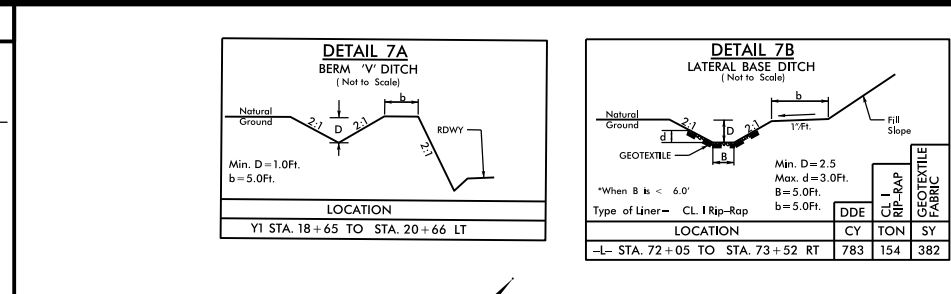 DETAIL 7A
BERM 'V' DITCH
( Not to Scale)
b
Natural
Ground
2:1
D
2:1
2:1
RDWY
Min. D=1.0Ft.
b=5.0Ft.
LOCATION
Y1 STA. 18+65 TO STA. 20+66 LT
DETAIL 7B
LATERAL BASE DITCH
( Not to Scale)
b
Natural
Ground
2:1
D
2:1
1"/Ft.
Fill
Slope
d
GEOTEXTILE
B
Min. D=2.5
Max. d=3.0Ft.
B=5.0Ft.
b=5.0Ft.
*When B is < 6.0'
Type of Liner– CL. I Rip–Rap
DDE
CL. I
RIP–RAP
GEOTEXTILE
FABRIC
LOCATION
CY
TON
SY
–L– STA. 72+05 TO STA. 73+52 RT
783
154
382